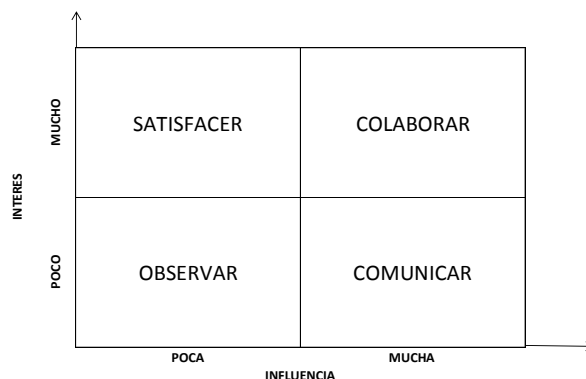 MUCHO
SATISFACER
COLABORAR
INTERES
POCO
OBSERVAR
COMUNICAR
POCA
MUCHA
INFLUENCIA